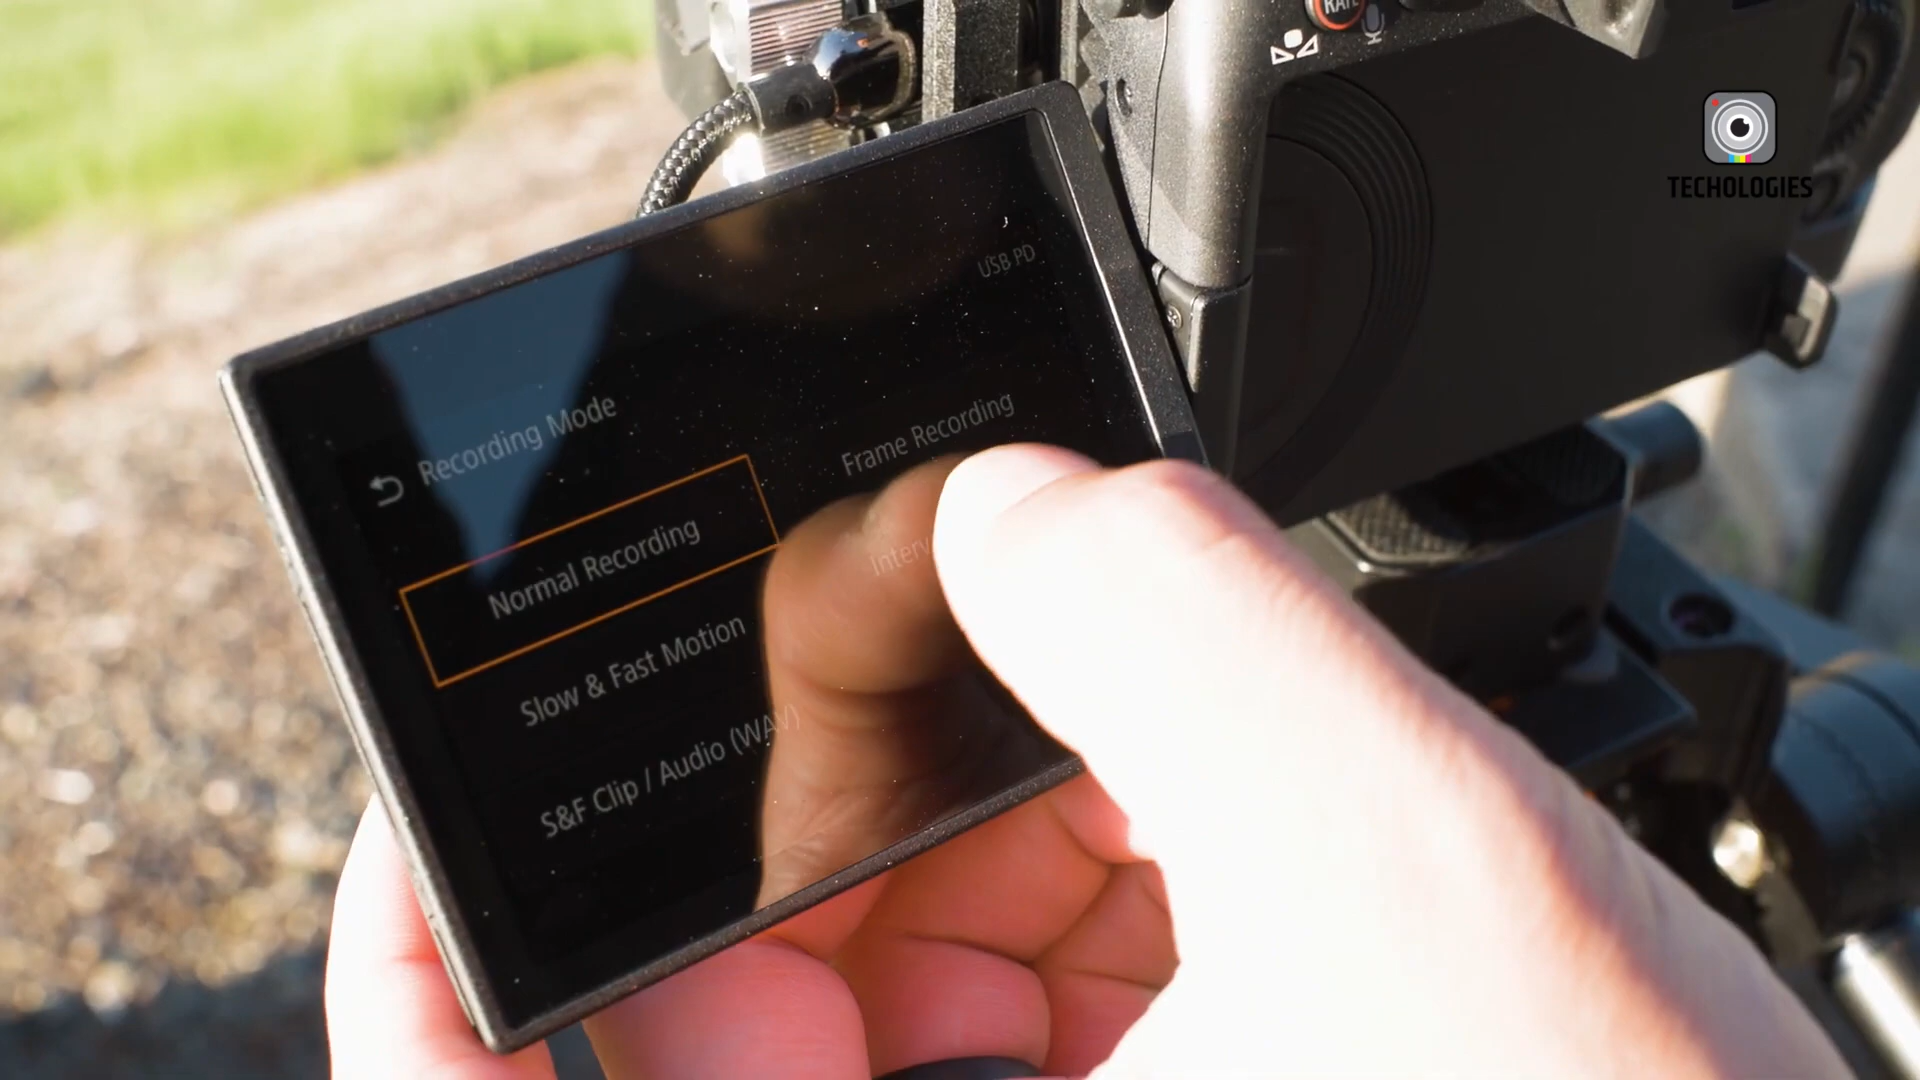 RATE
TECHOLOGIES
USB PD
Recording Mode
Frame Recording
Normal Recording
Slow & Fast Motion
S&F Clip / Audio (WAV)